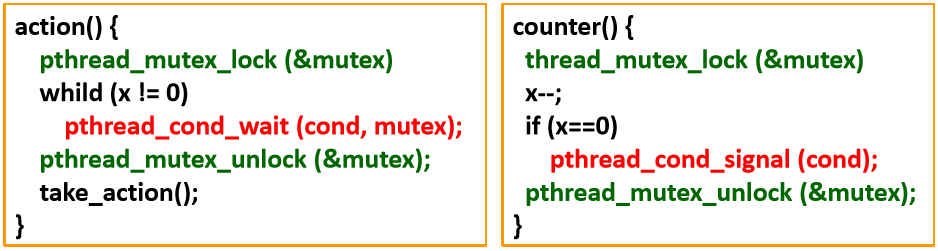 action() {
pthread_mutex_lock (&mutex)
whild (x != 0)
pthread_cond_wait (cond, mutex);
pthread_mutex_unlock (&mutex);
take_action();
}
counter() {
thread_mutex_lock (&mutex)
x--;
if (x==0)
pthread_cond_signal (cond);
pthread_mutex_unlock (&mutex);
}